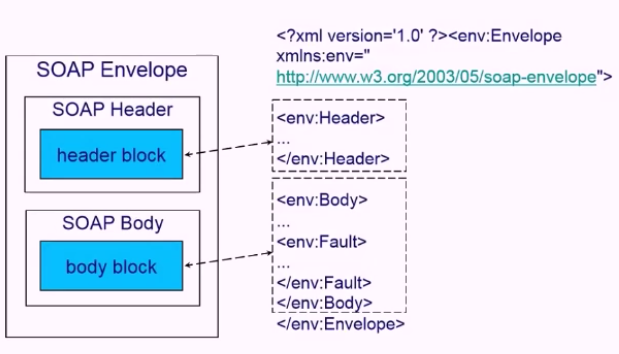 SOAP Envelope
SOAP Header
header block
SOAP Body
body block
<?xml version='1.0' ?><env:Envelope
xmlns:env="
http://www.w3.org/2003/05/soap-envelope">
<env:Header>
...
</env:Header>
<env:Body>
...
<env:Fault>
...
</env:Fault>
</env:Body>
</env:Envelope>